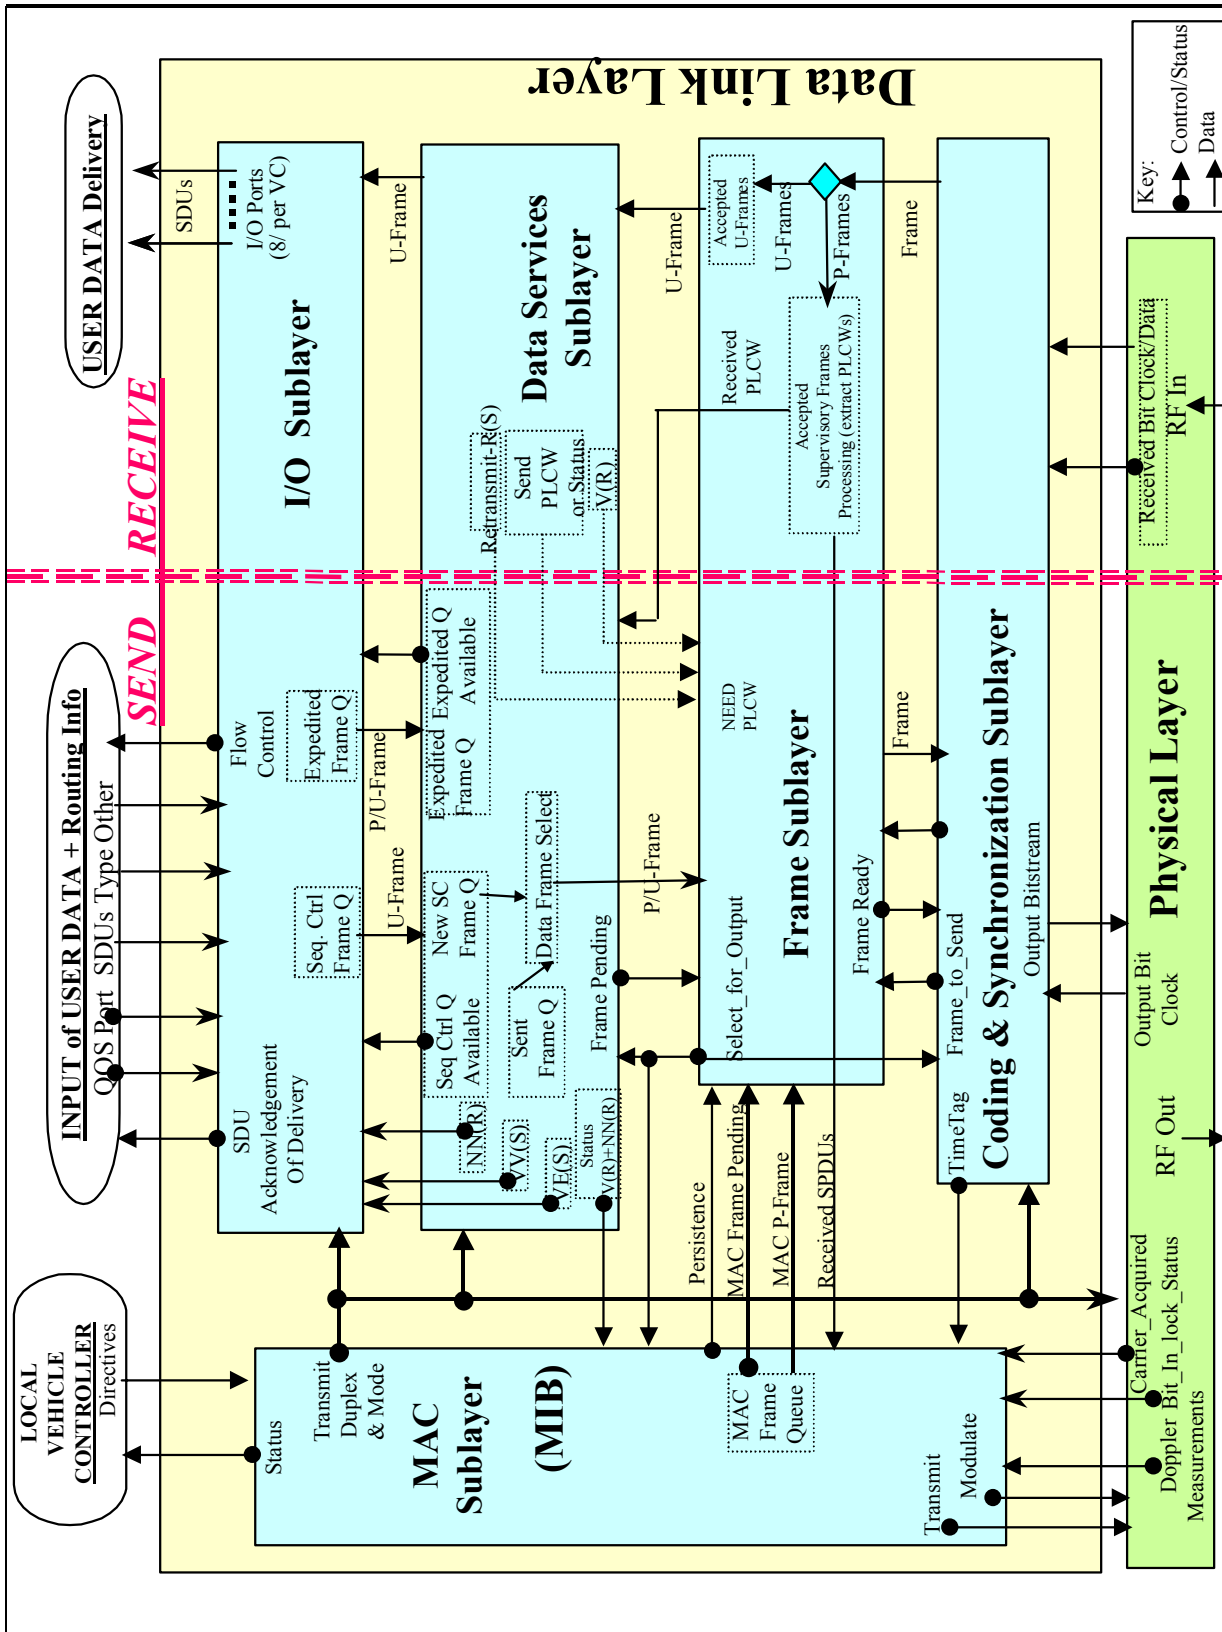 LOCAL
VEHICLE
CONTROLLER
Directives
INPUT of USER DATA + Routing Info
QOS Port SDUs Type Other
USER DATA Delivery
SEND
RECEIVE
SDUs
Data Link Layer
Status
Transmit
Duplex
& Mode
MAC
Sublayer
(MIB)
MAC
Frame
Queue
Transmit
Modulate
SDU
Acknowledgement
Of Delivery
Seq. Ctrl
Frame Q
Flow
Control
Expedited
Frame Q
I/O Sublayer
I/O Ports
(8/ per VC)
U-Frame
P/U-Frame
U-Frame
NN(R)
VV(S)
VE(S)
Status
V(R)+NN(R)
Seq Ctrl Q
Available
New SC
Frame Q
Sent
Frame Q
Data Frame Select
Frame Pending
Expedited
Frame Q
Expedited Q
Available
Retransmit-R(S)
Send
PLCW
or Status
V(R)
Data Services
Sublayer
P/U-Frame
Received
PLCW
U-Frame
Persistence
MAC Frame Pending
MAC P-Frame
Received SPDUs
Select_for_Output
NEED
PLCW
Frame Sublayer
Accepted
Supervisory Frames
Processing (extract PLCWs)
Accepted
U-Frames
U-Frames
P-Frames
Frame Ready
Frame
Frame
TimeTag
Frame_to_Send
Coding & Synchronization Sublayer
Output Bitstream
Carrier_Acquired
Bit_In_lock_Status
Doppler
Measurements
RF Out
Output Bit
Clock
Physical Layer
Received Bit Clock/Data
RF In
Key:
Control/Status
Data